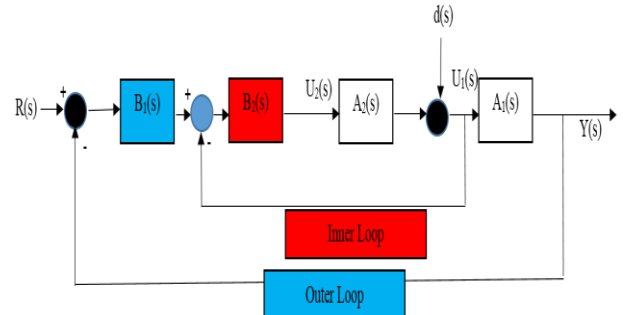 d(s)
+
R(s)
-
B₁(s)
+
-
B₂(s)
U₂(s)
A₂(s)
U₁(s)
A₁(s)
Y(s)
Inner Loop
Outer Loop